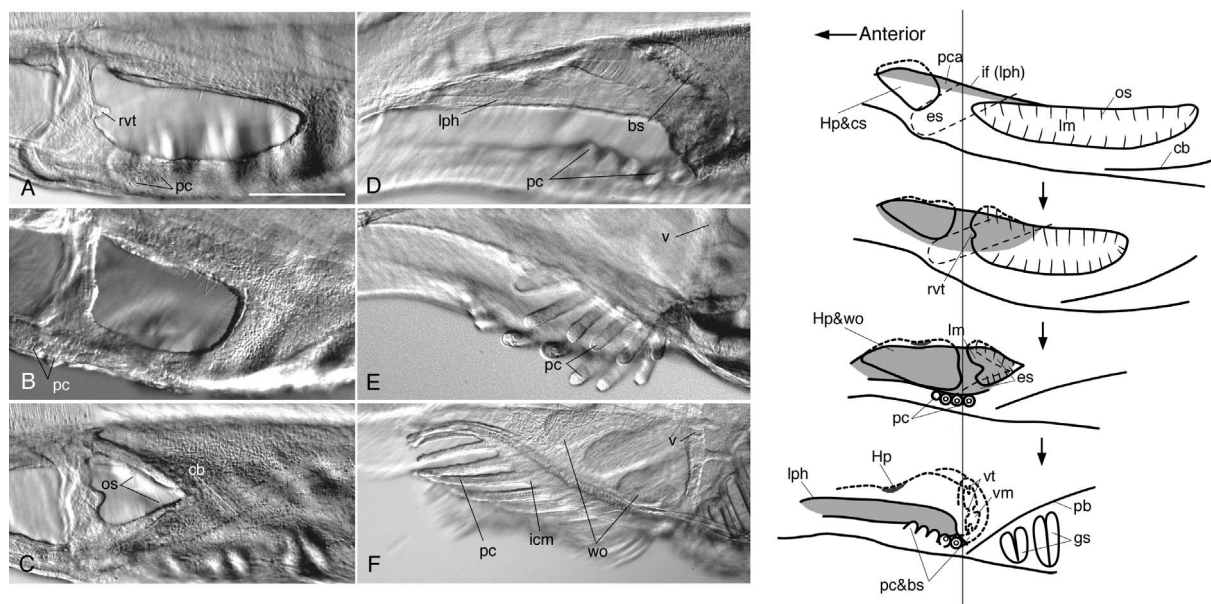 rvt
pc
A
pc
B
os
cb
C
lph
bs
pc
D
v
pc
E
v
pc
icm
wo
F
Anterior
pca
if (lph)
os
es
lm
Hp&cs
cb
rvt
Hp&wo
lm
es
pc
Hp
lph
vt
vm
pb
gs
pc&bs